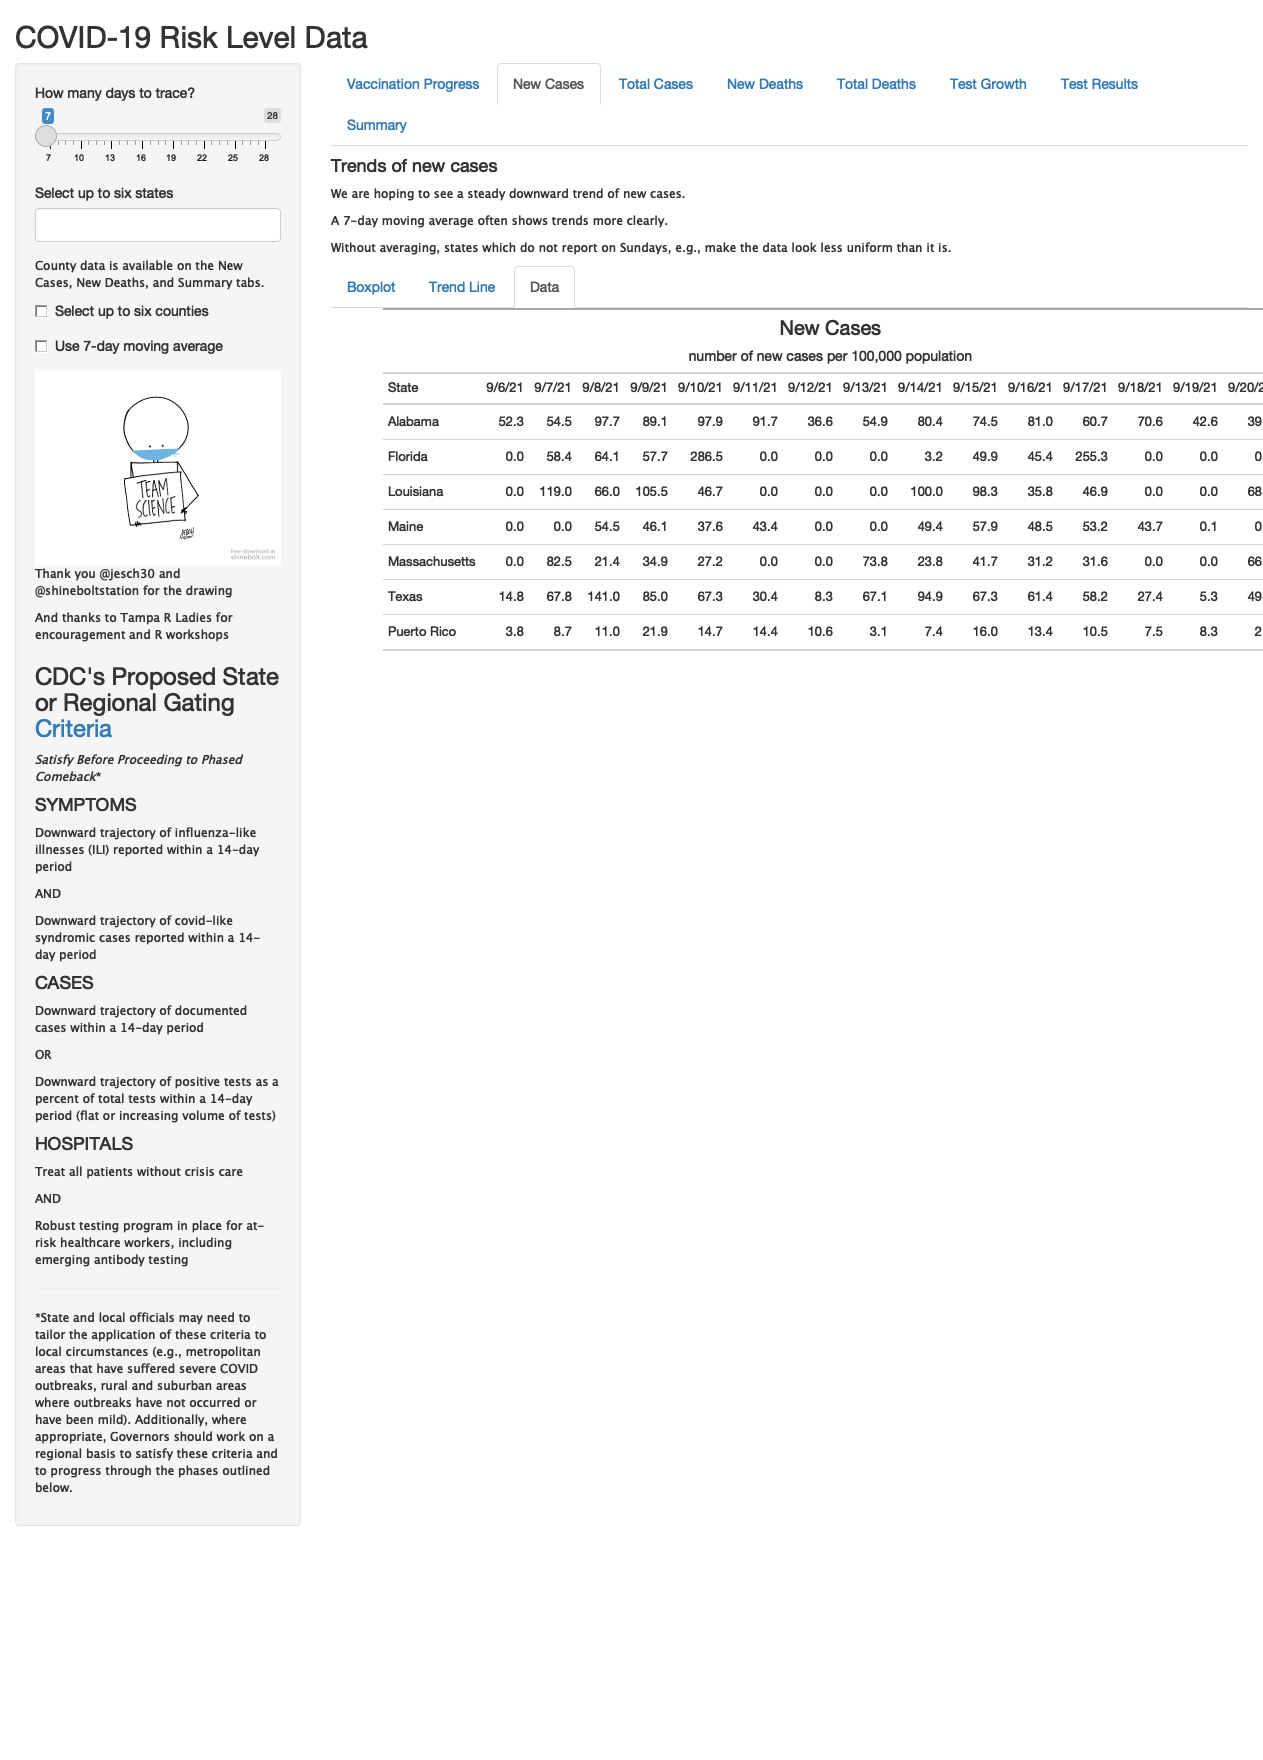 COVID-19 Risk Level Data
How many days to trace?
7
28
7 10 13 16 19 22 25 28
Select up to six states
County data is available on the New
Cases, New Deaths, and Summary tabs.
Select up to six counties
Use 7-day moving average
TEAM
SCIENCE
free download at
shinebolt.com
Thank you @jesch30 and
@shineboltstation for the drawing
And thanks to Tampa R Ladies for
encouragement and R workshops
CDC's Proposed State
or Regional Gating
Criteria
Satisfy Before Proceeding to Phased
Comeback*
SYMPTOMS
Downward trajectory of influenza-like
illnesses (ILI) reported within a 14-day
period
AND
Downward trajectory of covid-like
syndromic cases reported within a 14-
day period
CASES
Downward trajectory of documented
cases within a 14-day period
OR
Downward trajectory of positive tests as a
percent of total tests within a 14-day
period (flat or increasing volume of tests)
HOSPITALS
Treat all patients without crisis care
AND
Robust testing program in place for at-
risk healthcare workers, including
emerging antibody testing
*State and local officials may need to
tailor the application of these criteria to
local circumstances (e.g., metropolitan
areas that have suffered severe COVID
outbreaks, rural and suburban areas
where outbreaks have not occurred or
have been mild). Additionally, where
appropriate, Governors should work on a
regional basis to satisfy these criteria and
to progress through the phases outlined
below.
Vaccination Progress New Cases Total Cases New Deaths Total Deaths Test Growth Test Results
Summary
Trends of new cases
We are hoping to see a steady downward trend of new cases.
A 7-day moving average often shows trends more clearly.
Without averaging, states which do not report on Sundays, e.g., make the data look less uniform than it is.
Boxplot Trend Line Data
New Cases
number of new cases per 100,000 population
State 9/6/21 9/7/21 9/8/21 9/9/21 9/10/21 9/11/21 9/12/21 9/13/21 9/14/21 9/15/21 9/16/21 9/17/21 9/18/21 9/19/21 9/20/2
Alabama 52.3 54.5 97.7 89.1 97.9 91.7 36.6 54.9 80.4 74.5 81.0 60.7 70.6 42.6 39
Florida 0.0 58.4 64.1 57.7 286.5 0.0 0.0 0.0 3.2 49.9 45.4 255.3 0.0 0.0 0.
Louisiana 0.0 119.0 66.0 105.5 46.7 0.0 0.0 0.0 100.0 98.3 35.8 46.9 0.0 0.0 68
Maine 0.0 0.0 54.5 46.1 37.6 43.4 0.0 0.0 49.4 57.9 48.5 53.2 43.7 0.1 0.
Massachusetts 0.0 82.5 21.4 34.9 27.2 0.0 0.0 73.8 23.8 41.7 31.2 31.6 0.0 0.0 66
Texas 14.8 67.8 141.0 85.0 67.3 30.4 8.3 67.1 94.9 67.3 61.4 58.2 27.4 5.3 49
Puerto Rico 3.8 8.7 11.0 21.9 14.7 14.4 10.6 3.1 7.4 16.0 13.4 10.5 7.5 8.3 2.